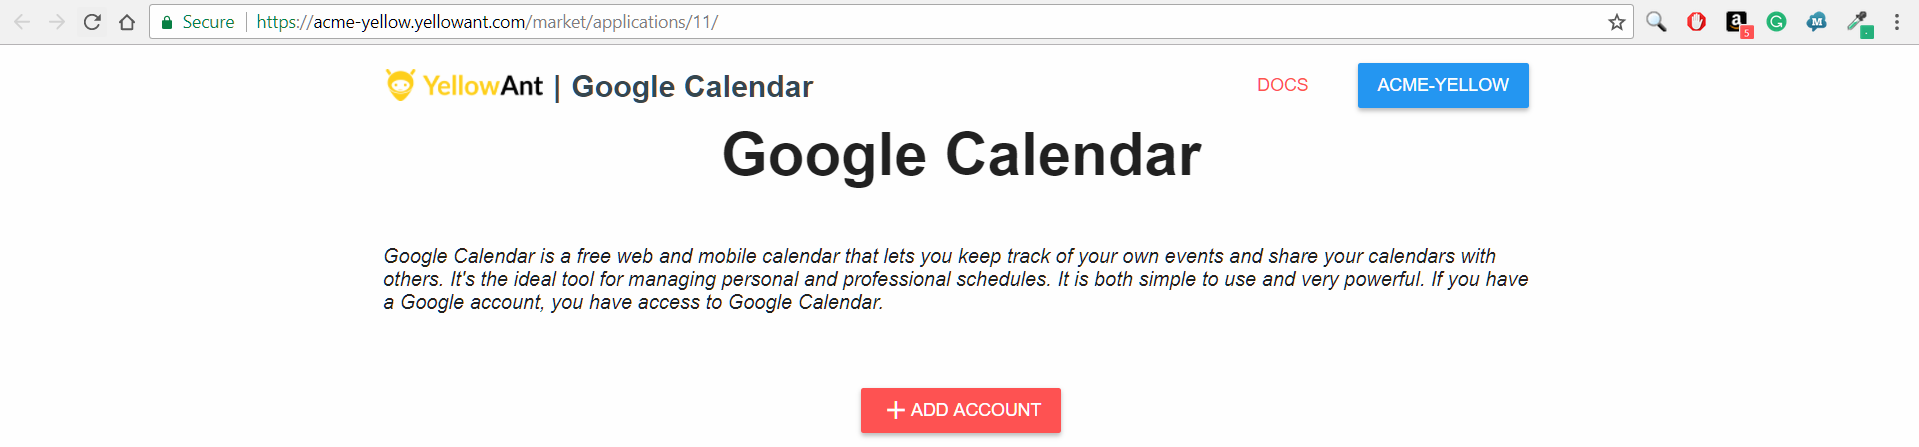 Secure | https://acme-yellow.yellowant.com/market/applications/11/
a
5
G
M
YellowAnt | Google Calendar
DOCS
ACME-YELLOW
Google Calendar
Google Calendar is a free web and mobile calendar that lets you keep track of your own events and share your calendars with
others. It's the ideal tool for managing personal and professional schedules. It is both simple to use and very powerful. If you have
a Google account, you have access to Google Calendar.
+ ADD ACCOUNT